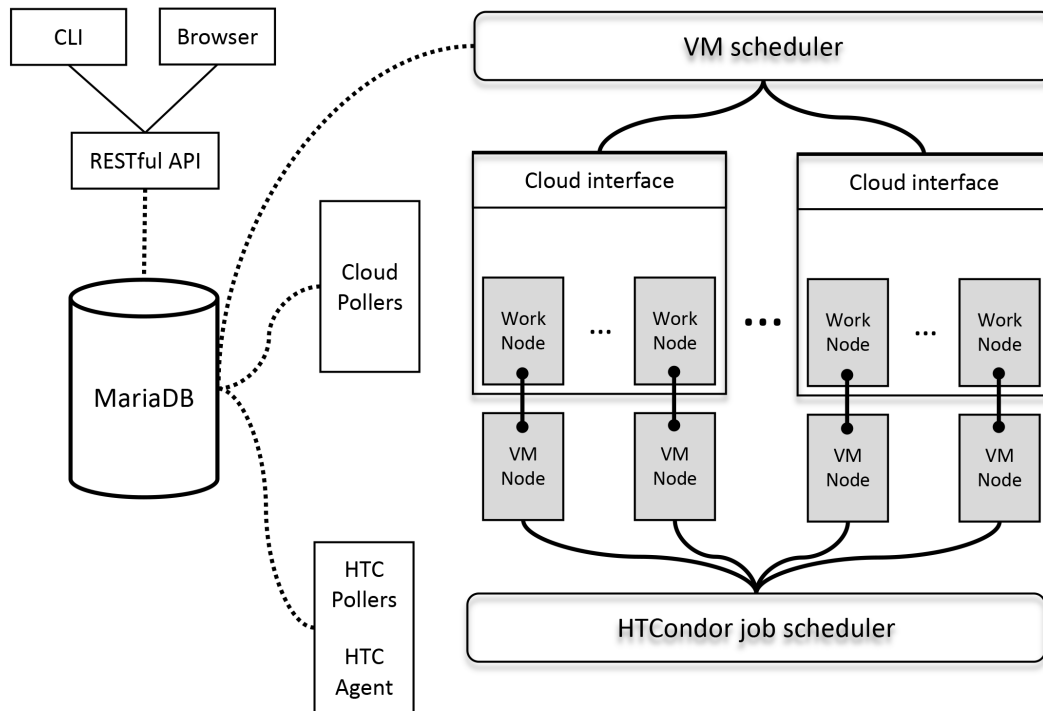 CLI
Browser
RESTful API
MariaDB
Cloud
Pollers
HTC
Pollers
HTC
Agent
VM scheduler
Cloud interface
Work
Node
...
Work
Node
...
Cloud interface
Work
Node
...
Work
Node
VM
Node
VM
Node
VM
Node
VM
Node
HTCondor job scheduler